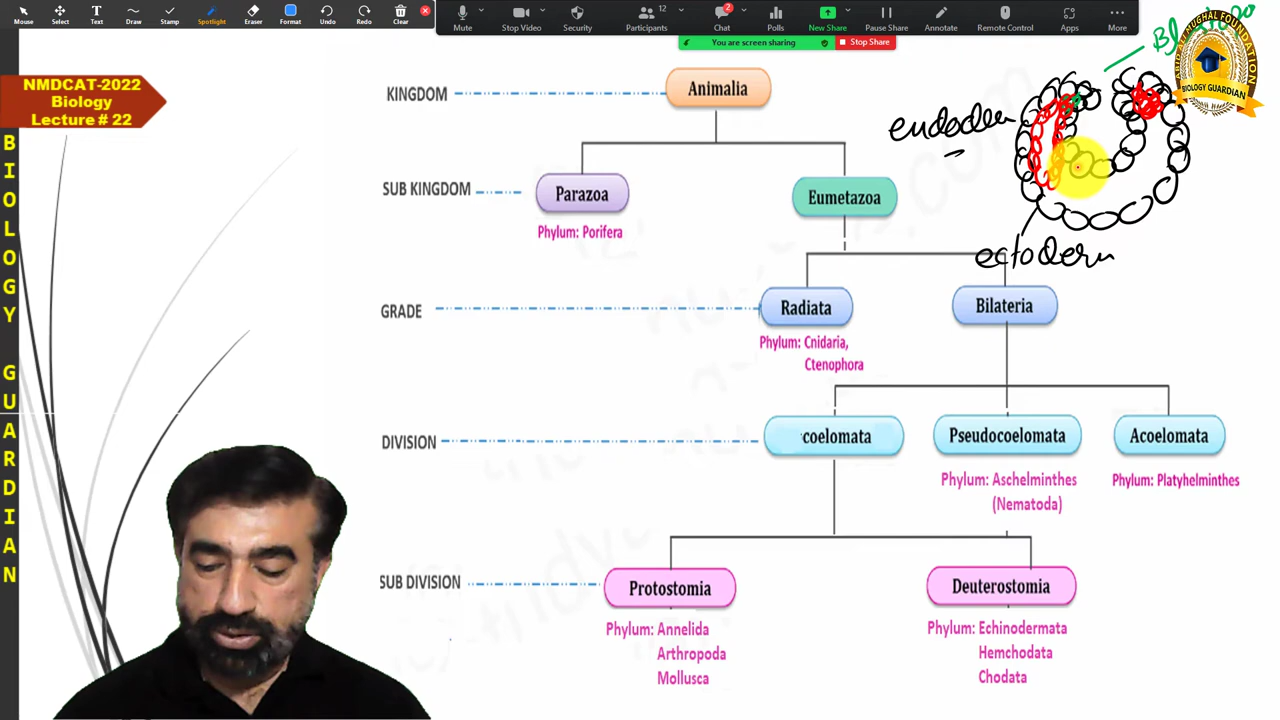 Mouse Select Text Draw Stamp Spotlight Eraser Format Undo Redo Clear
Mute Stop Video Security Participants 12 Chat 2 Polls New Share Pause Share Annotate Remote Control Apps More
You are screen sharing Stop Share
NMDCAT-2022
Biology
Lecture # 22
BIOLOGY GUARDIAN
BIOLOGY GUARDIAN
endoderm
ectoderm
KINGDOM
Animalia
SUB KINGDOM
Parazoa
Eumetazoa
Phylum: Porifera
GRADE
Radiata
Bilateria
Phylum: Cnidaria,
Ctenophora
DIVISION
coelomata
Pseudocoelomata
Acoelomata
Phylum: Aschelminthes
(Nematoda)
Phylum: Platyhelminthes
SUB DIVISION
Protostomia
Deuterostomia
Phylum: Annelida
Arthropoda
Mollusca
Phylum: Echinodermata
Hemchodata
Chodata